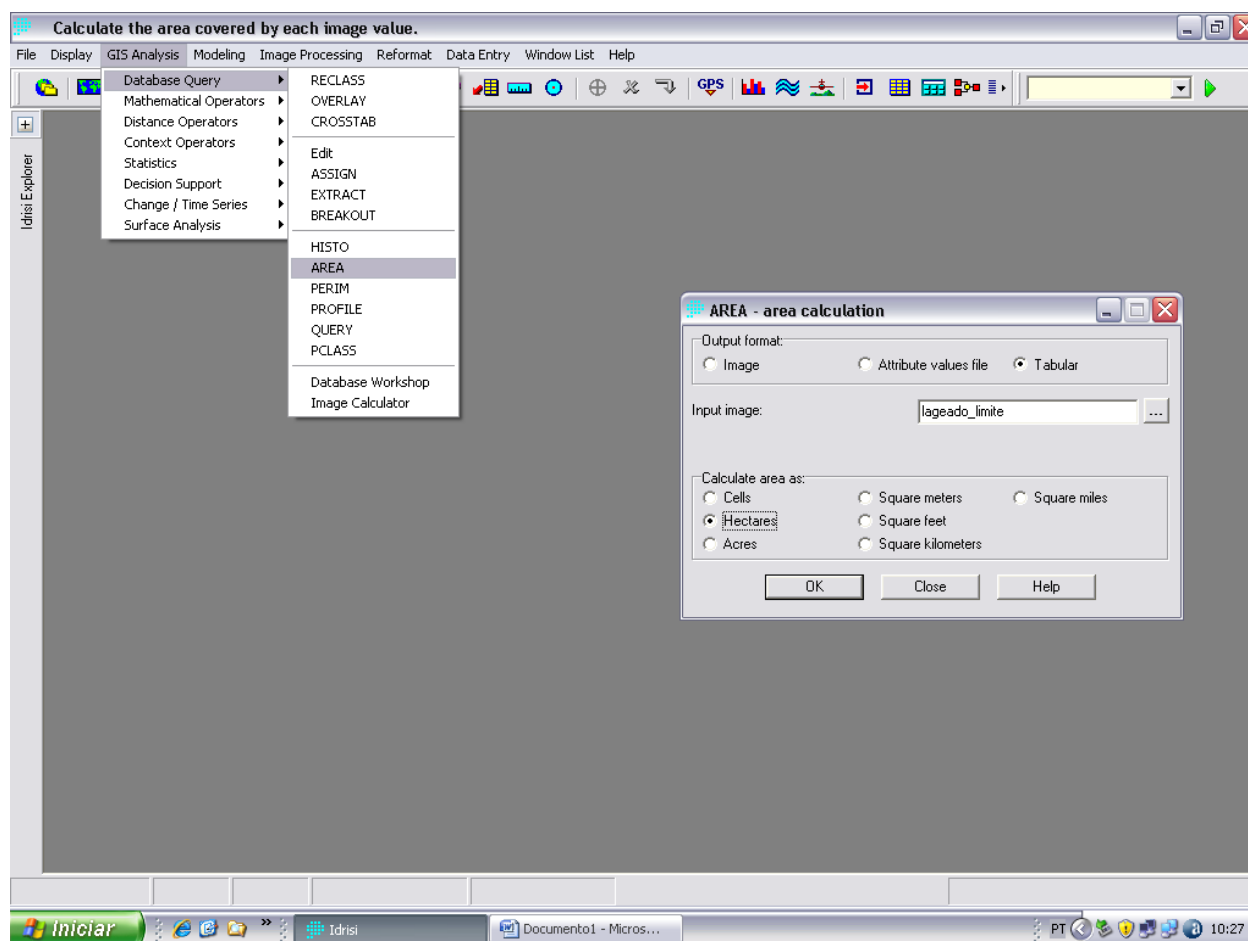 Calculate the area covered by each image value.
File Display GIS Analysis Modeling Image Processing Reformat Data Entry Window List Help
GPS
Idrisi Explorer
Database Query
Mathematical Operators
Distance Operators
Context Operators
Statistics
Decision Support
Change / Time Series
Surface Analysis
RECLASS
OVERLAY
CROSSTAB
Edit
ASSIGN
EXTRACT
BREAKOUT
HISTO
AREA
PERIM
PROFILE
QUERY
PCLASS
Database Workshop
Image Calculator
AREA - area calculation
Output format:
Image Attribute values file Tabular
Input image: lageado_limite ...
Calculate area as:
Cells Square meters Square miles
Hectares Square feet
Acres Square kilometers
OK Close Help
Iniciar » Idrisi Documento1 - Micros... PT 10:27